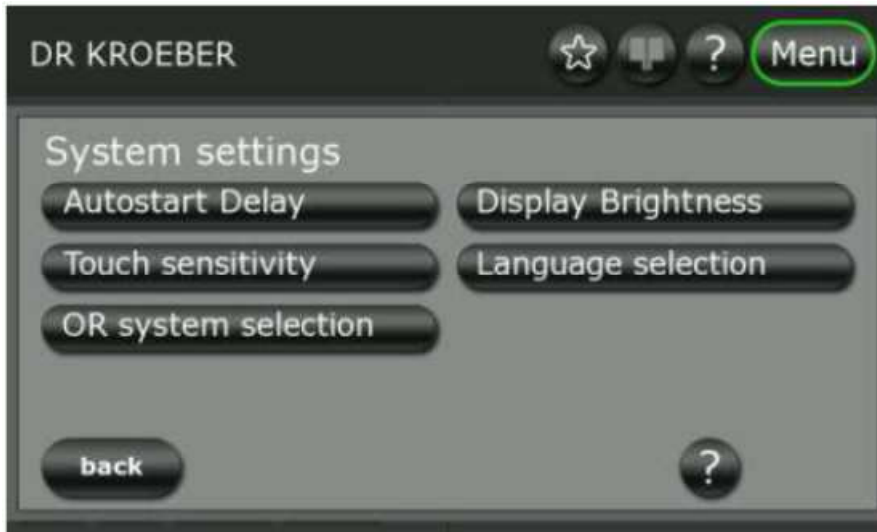 DR KROEBER
? Menu
System settings
Autostart Delay
Display Brightness
Touch sensitivity
Language selection
OR system selection
back
?